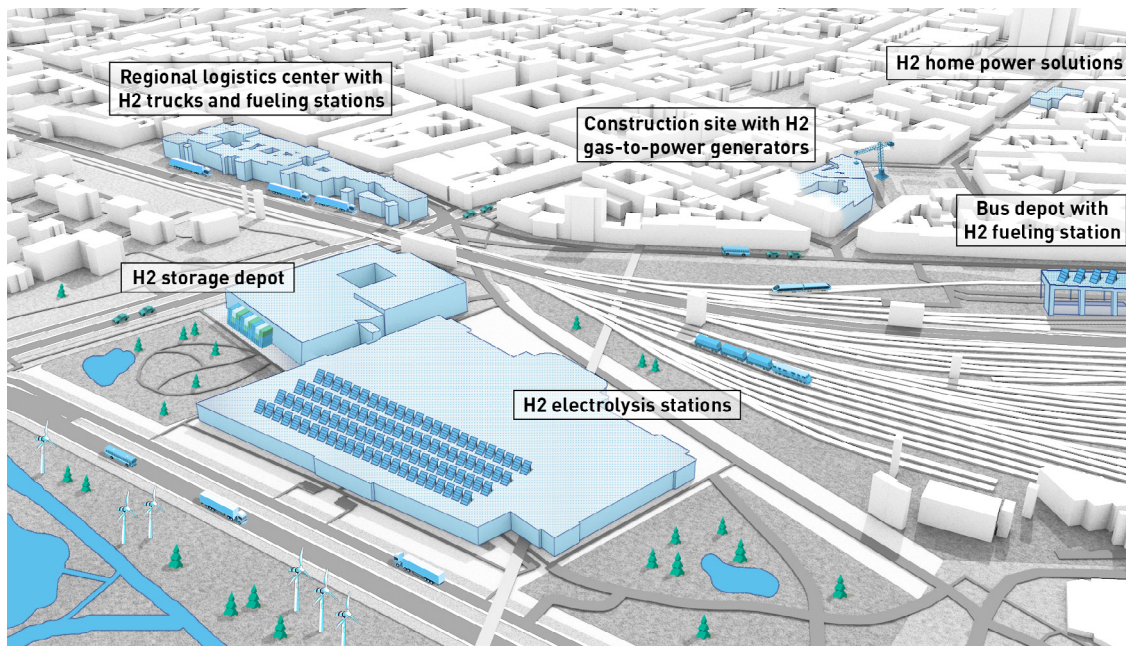 H2 home power solutions
Regional logistics center with
H2 trucks and fueling stations
Construction site with H2
gas-to-power generators
Bus depot with
H2 fueling station
H2 storage depot
H2 electrolysis stations